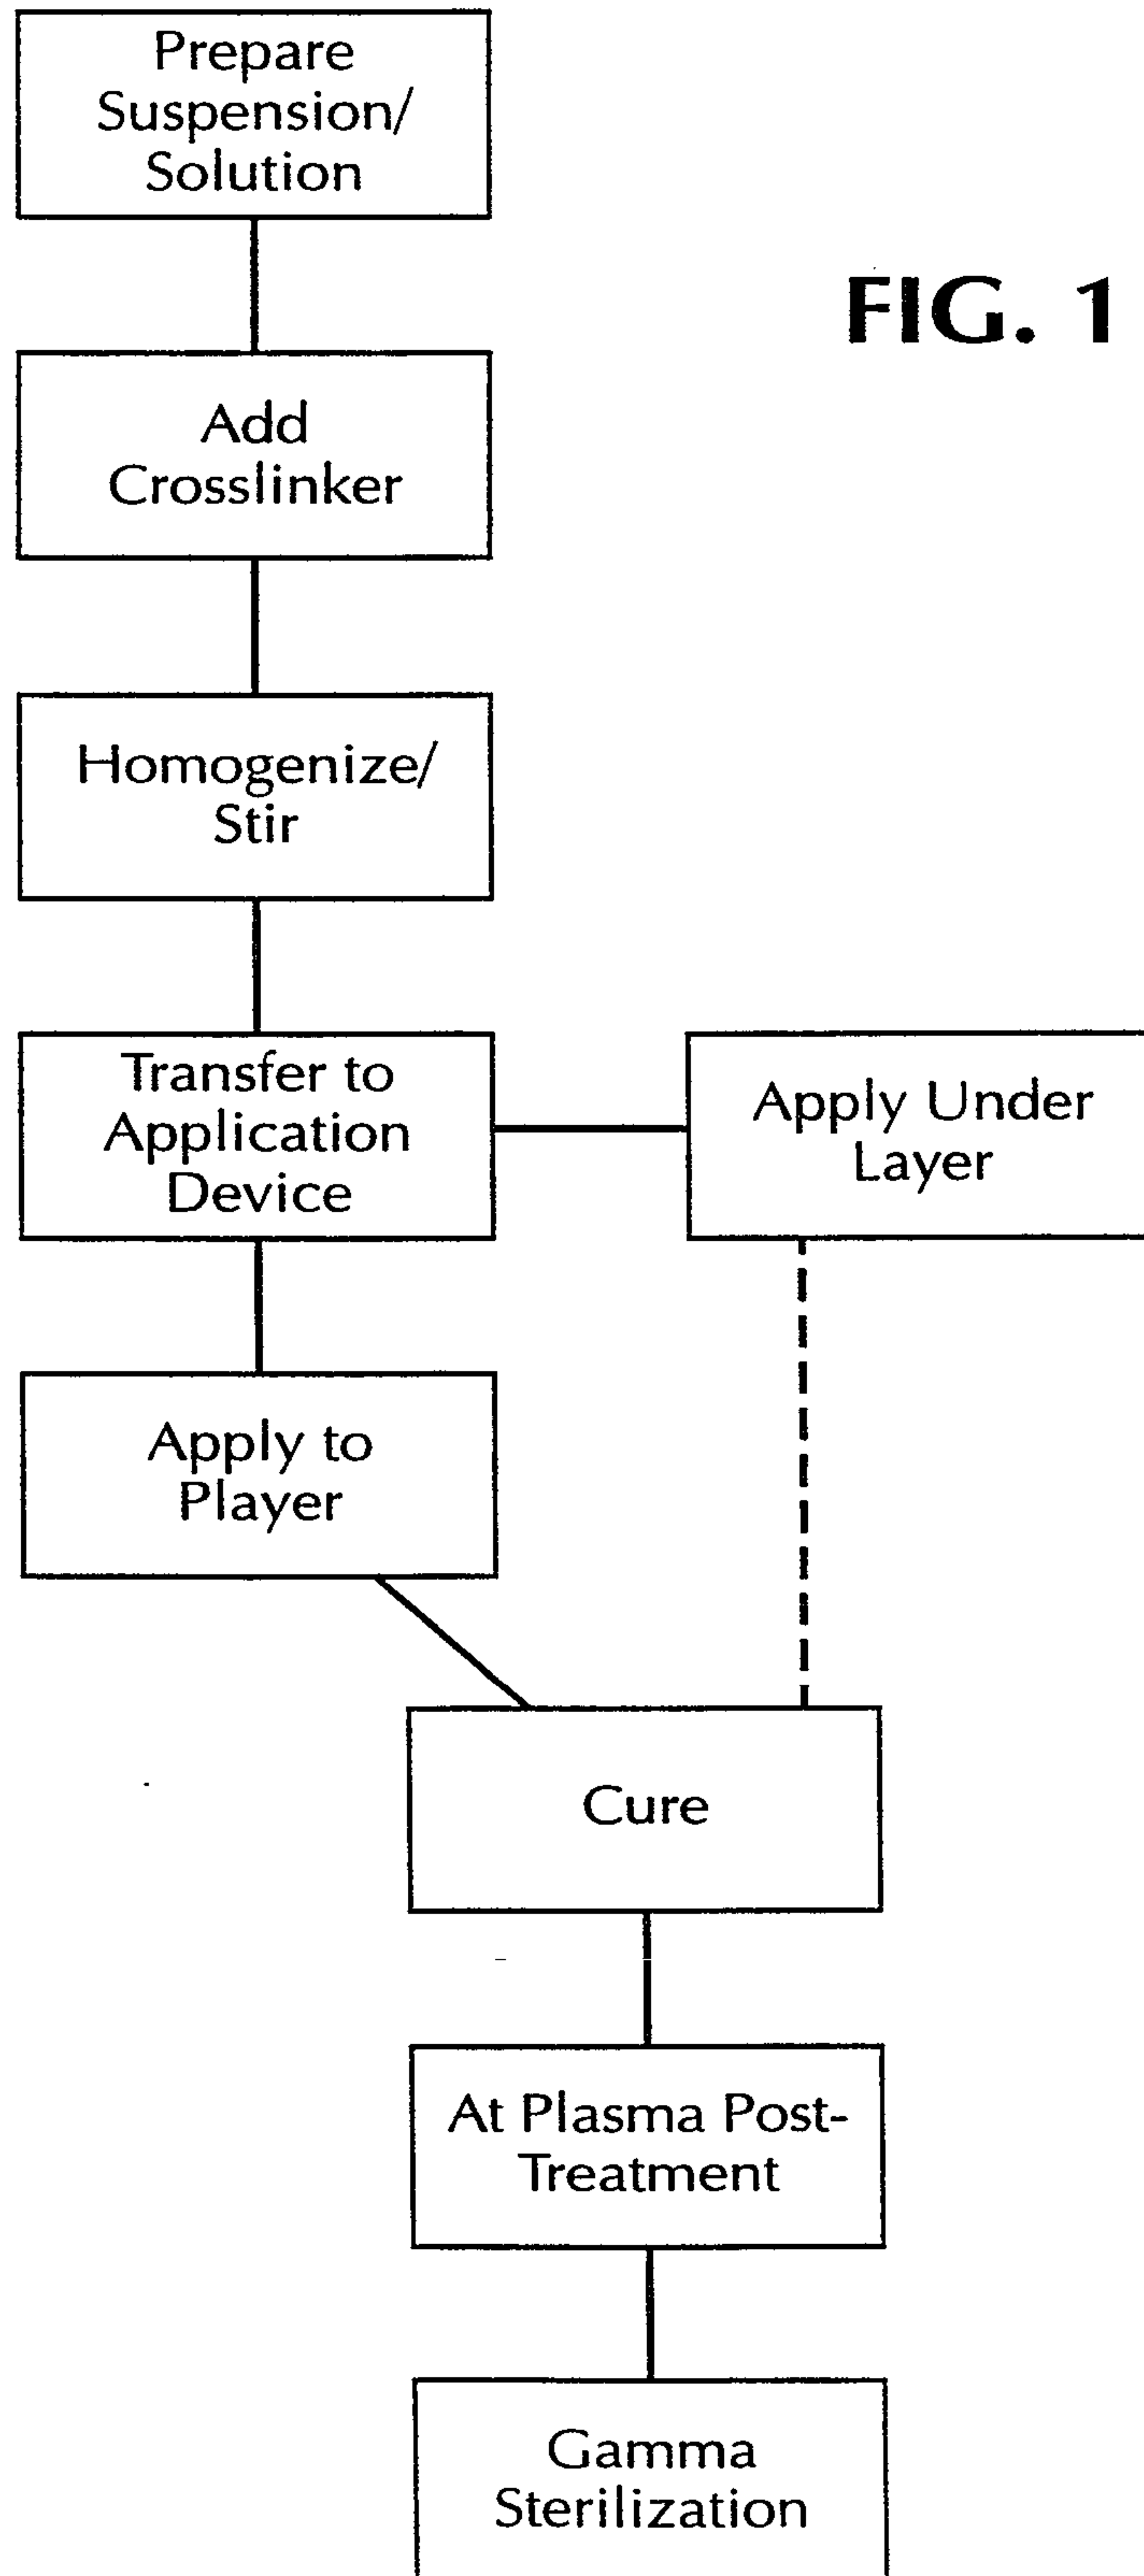 Prepare
Suspension/
Solution
FIG. 1
Add
Crosslinker
Homogenize/
Stir
Transfer to
Application
Device
Apply Under
Layer
Apply to
Player
Cure
At Plasma Post-
Treatment
Gamma
Sterilization